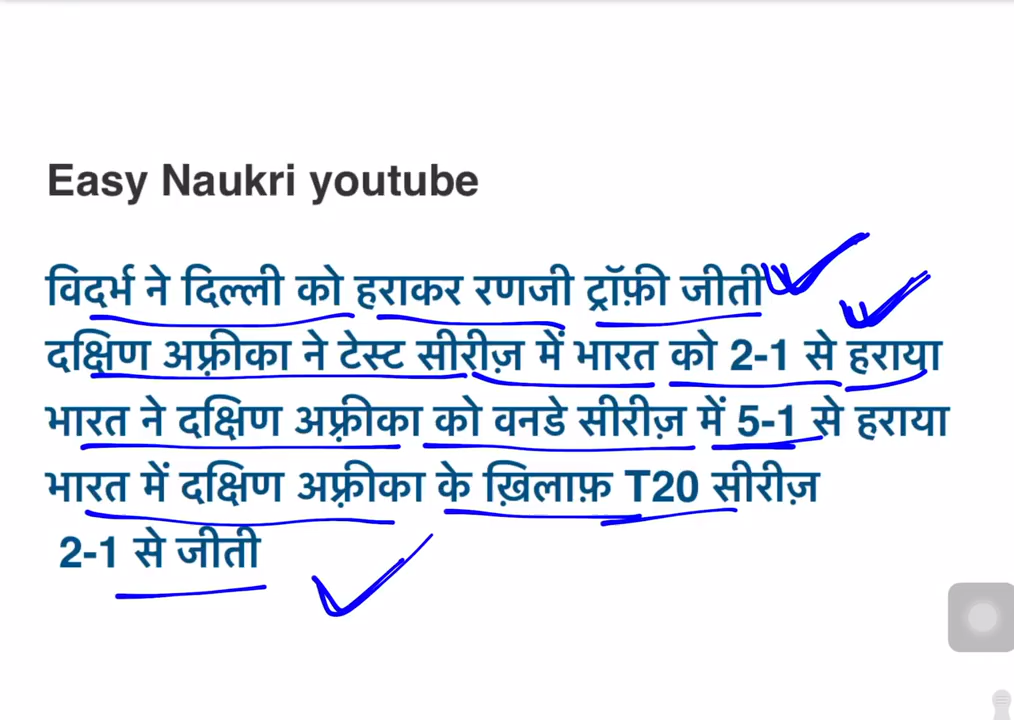 Easy Naukri youtube
विदर्भ ने दिल्ली को हराकर रणजी ट्रॉफ़ी जीती
दक्षिण अफ़्रीका ने टेस्ट सीरीज़ में भारत को 2-1 से हराया
भारत ने दक्षिण अफ़्रीका को वनडे सीरीज़ में 5-1 से हराया
भारत में दक्षिण अफ़्रीका के ख़िलाफ़ T20 सीरीज़
2-1 से जीती